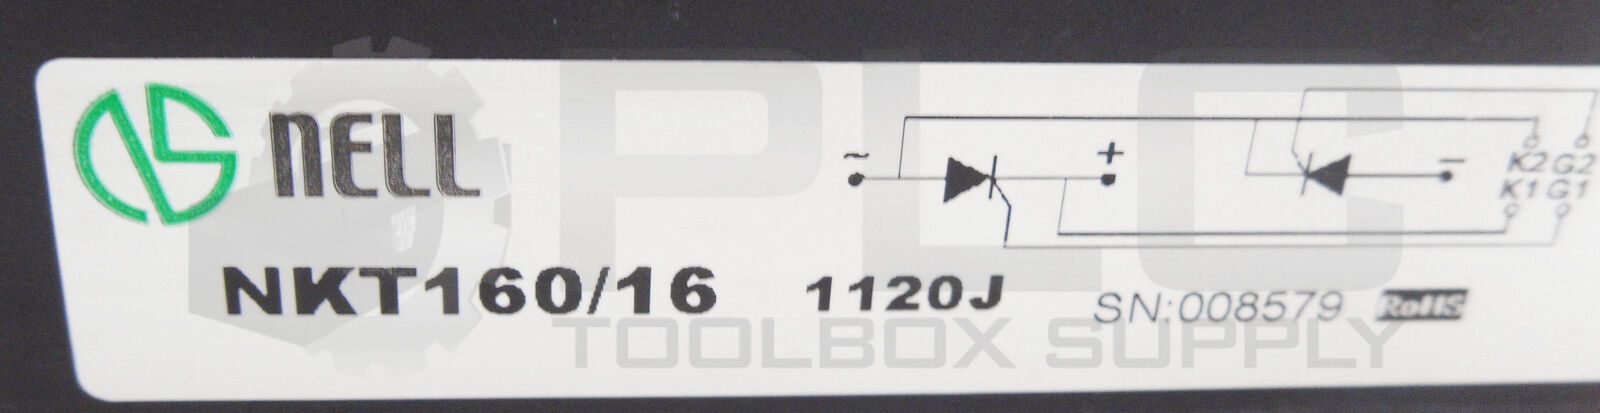 NELL
~ + −
K2 G2
K1 G1
NKT160/16 1120J SN:008579 RoHS
PLC
TOOLBOX SUPPLY